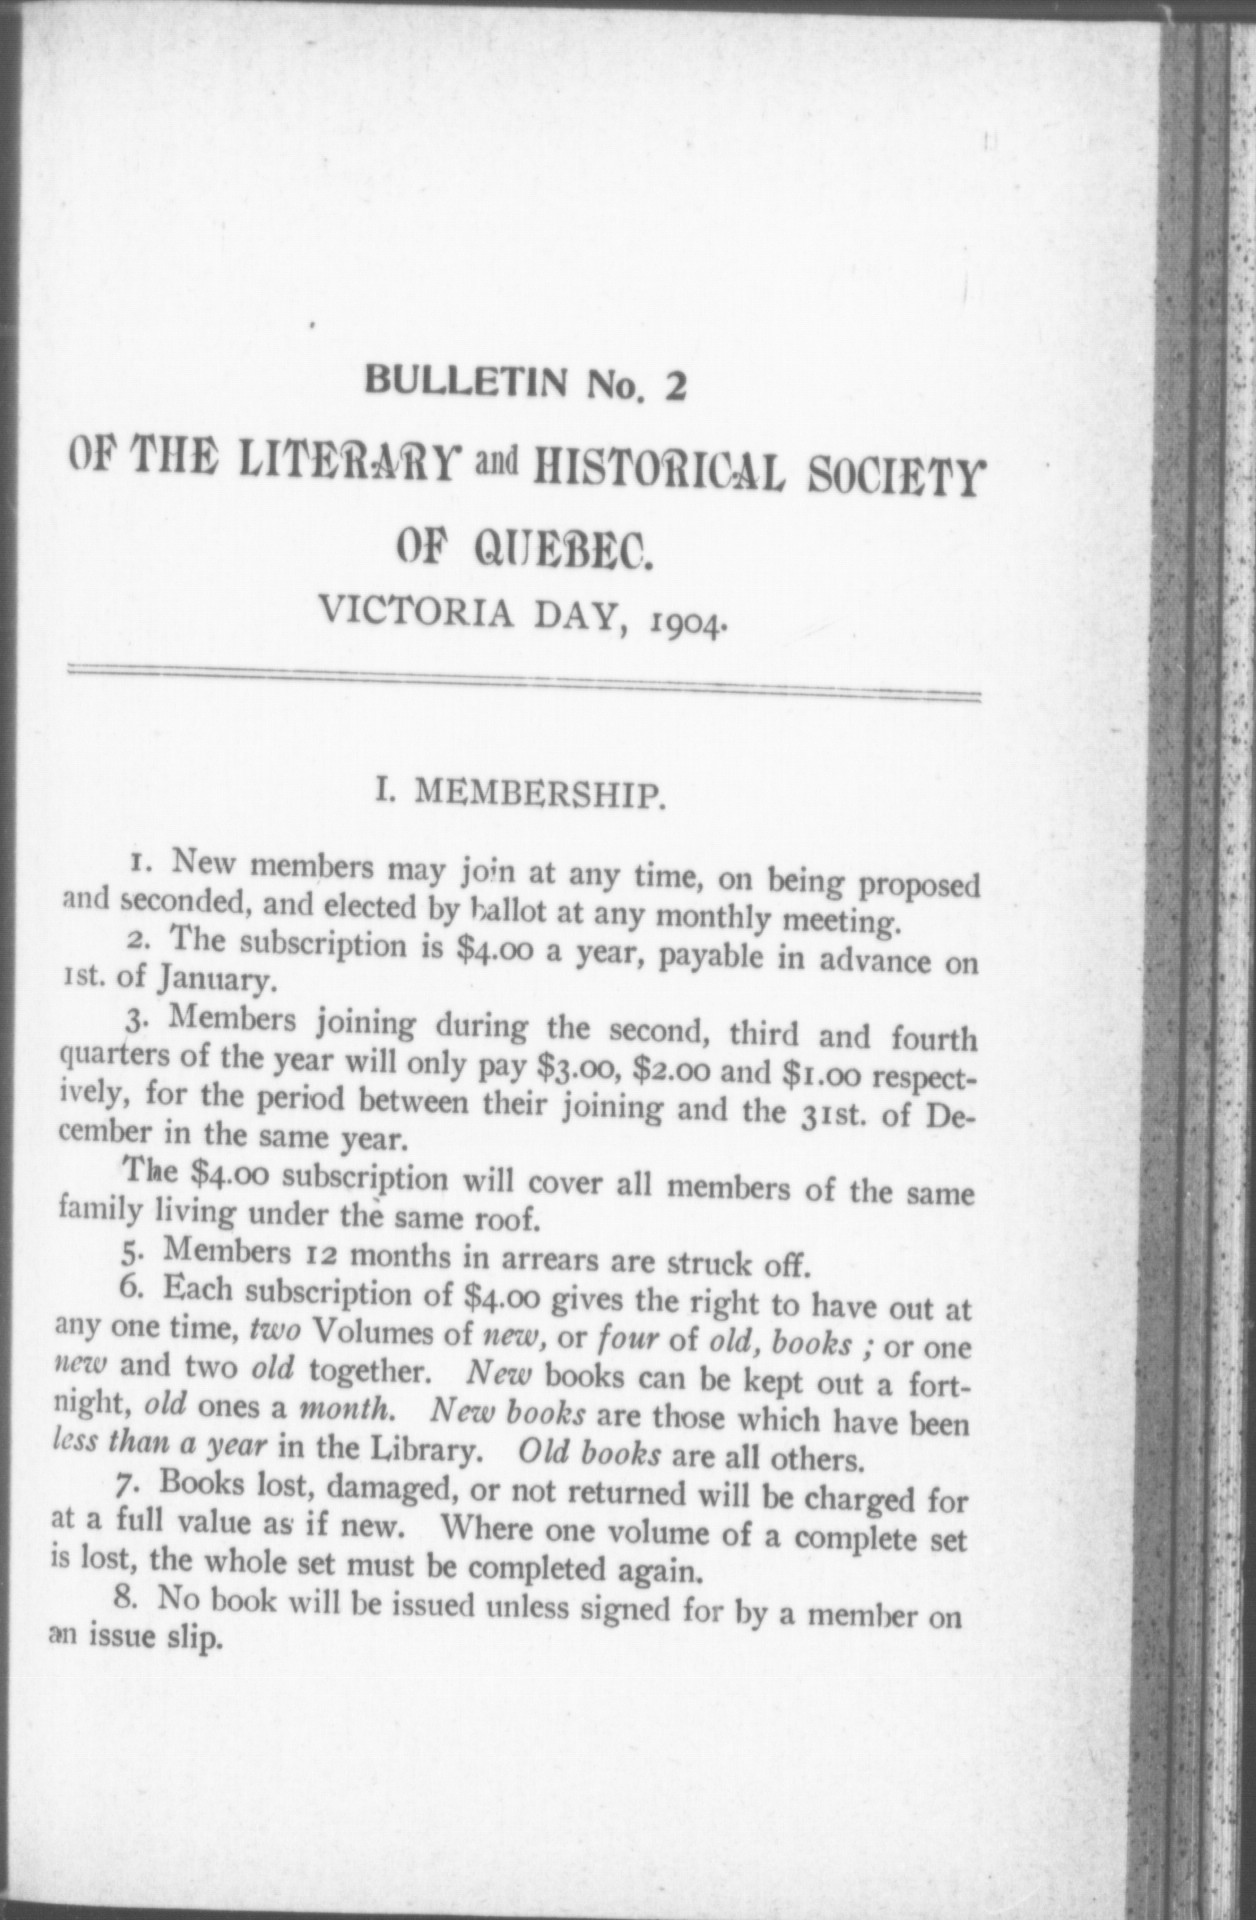 BULLETIN No. 2
OF THE LITERARY and HISTORICAL SOCIETY
OF QUEBEC.
VICTORIA DAY, 1904.
I. MEMBERSHIP.
1. New members may join at any time, on being proposed
and seconded, and elected by ballot at any monthly meeting.
2. The subscription is $4.00 a year, payable in advance on
1st. of January.
3. Members joining during the second, third and fourth
quarters of the year will only pay $3.00, $2.00 and $1.00 respect-
ively, for the period between their joining and the 31st. of De-
cember in the same year.
The $4.00 subscription will cover all members of the same
family living under the same roof.
5. Members 12 months in arrears are struck off.
6. Each subscription of $4.00 gives the right to have out at
any one time, two Volumes of new, or four of old, books ; or one
new and two old together. New books can be kept out a fort-
night, old ones a month. New books are those which have been
less than a year in the Library. Old books are all others.
7. Books lost, damaged, or not returned will be charged for
at a full value as if new. Where one volume of a complete set
is lost, the whole set must be completed again.
8. No book will be issued unless signed for by a member on
an issue slip.